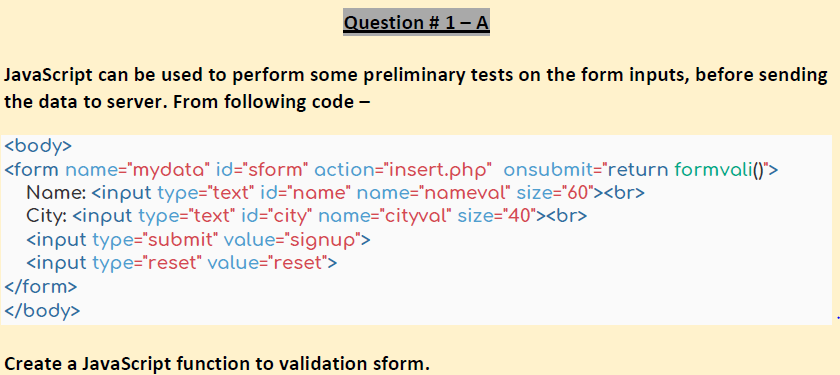 Question # 1 – A
JavaScript can be used to perform some preliminary tests on the form inputs, before sending
the data to server. From following code –
<body>
<form name="mydata" id="sform" action="insert.php"  onsubmit="return formvali()">
Name: <input type="text" id="name" name="nameval" size="60"><br>
City: <input type="text" id="city" name="cityval" size="40"><br>
<input type="submit" value="signup">
<input type="reset" value="reset">
</form>
</body>
.
Create a JavaScript function to validation sform.